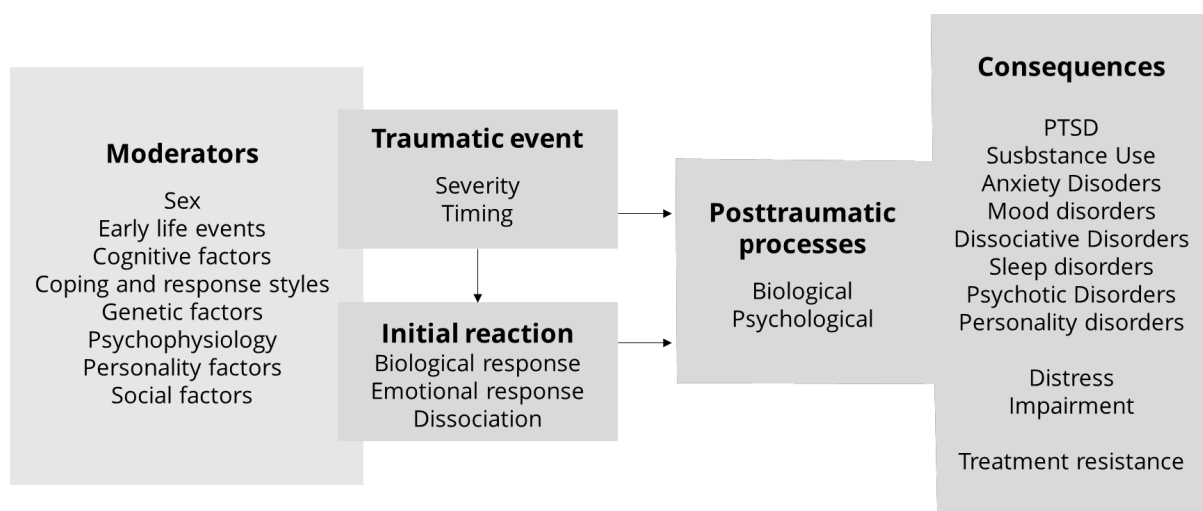 Moderators
Sex
Early life events
Cognitive factors
Coping and response styles
Genetic factors
Psychophysiology
Personality factors
Social factors
Traumatic event
Severity
Timing
Initial reaction
Biological response
Emotional response
Dissociation
Posttraumatic
processes
Biological
Psychological
Consequences
PTSD
Susbstance Use
Anxiety Disoders
Mood disorders
Dissociative Disorders
Sleep disorders
Psychotic Disorders
Personality disorders
Distress
Impairment
Treatment resistance